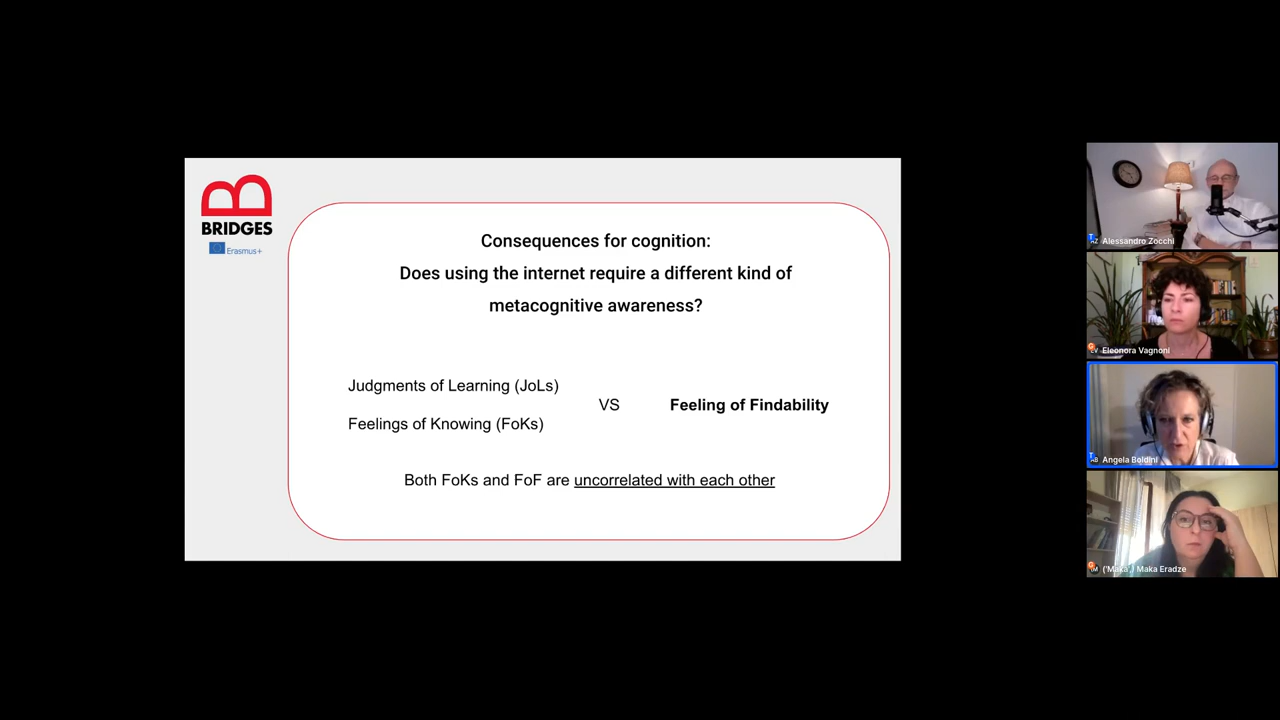 BRIDGES
Erasmus+
Consequences for cognition:
Does using the internet require a different kind of
metacognitive awareness?
Judgments of Learning (JoLs)
Feelings of Knowing (FoKs)
VS
Feeling of Findability
Both FoKs and FoF are uncorrelated with each other
Alessandro Zocchi
Eleonora Vagnoni
Angela Boldini
('Maka') Maka Eradze